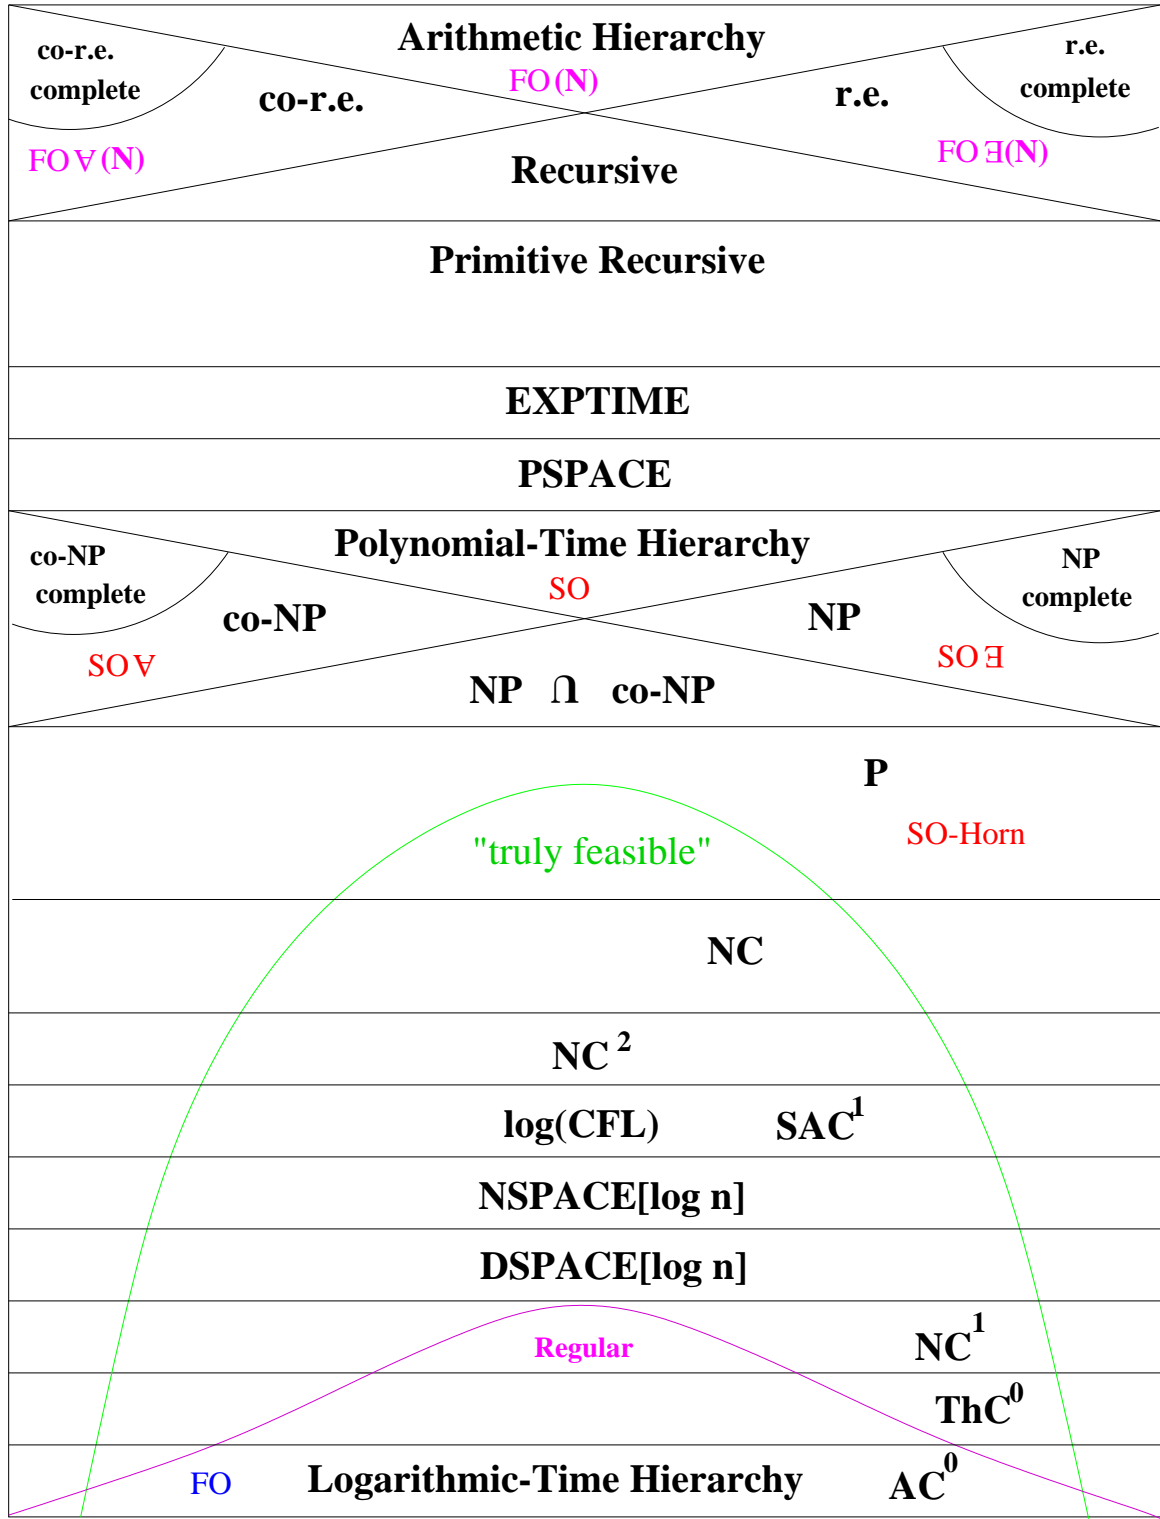 Arithmetic Hierarchy
FO(N)
co-r.e.
complete
co-r.e.
r.e.
r.e.
complete
FO∀(N)
FO∃(N)
Recursive
Primitive Recursive
EXPTIME
PSPACE
Polynomial-Time Hierarchy
SO
co-NP
complete
co-NP
NP
NP
complete
SO∀
SO∃
NP ∩ co-NP
P
"truly feasible"
SO-Horn
NC
NC²
log(CFL) SAC¹
NSPACE[log n]
DSPACE[log n]
Regular
NC¹
ThC⁰
FO Logarithmic-Time Hierarchy AC⁰